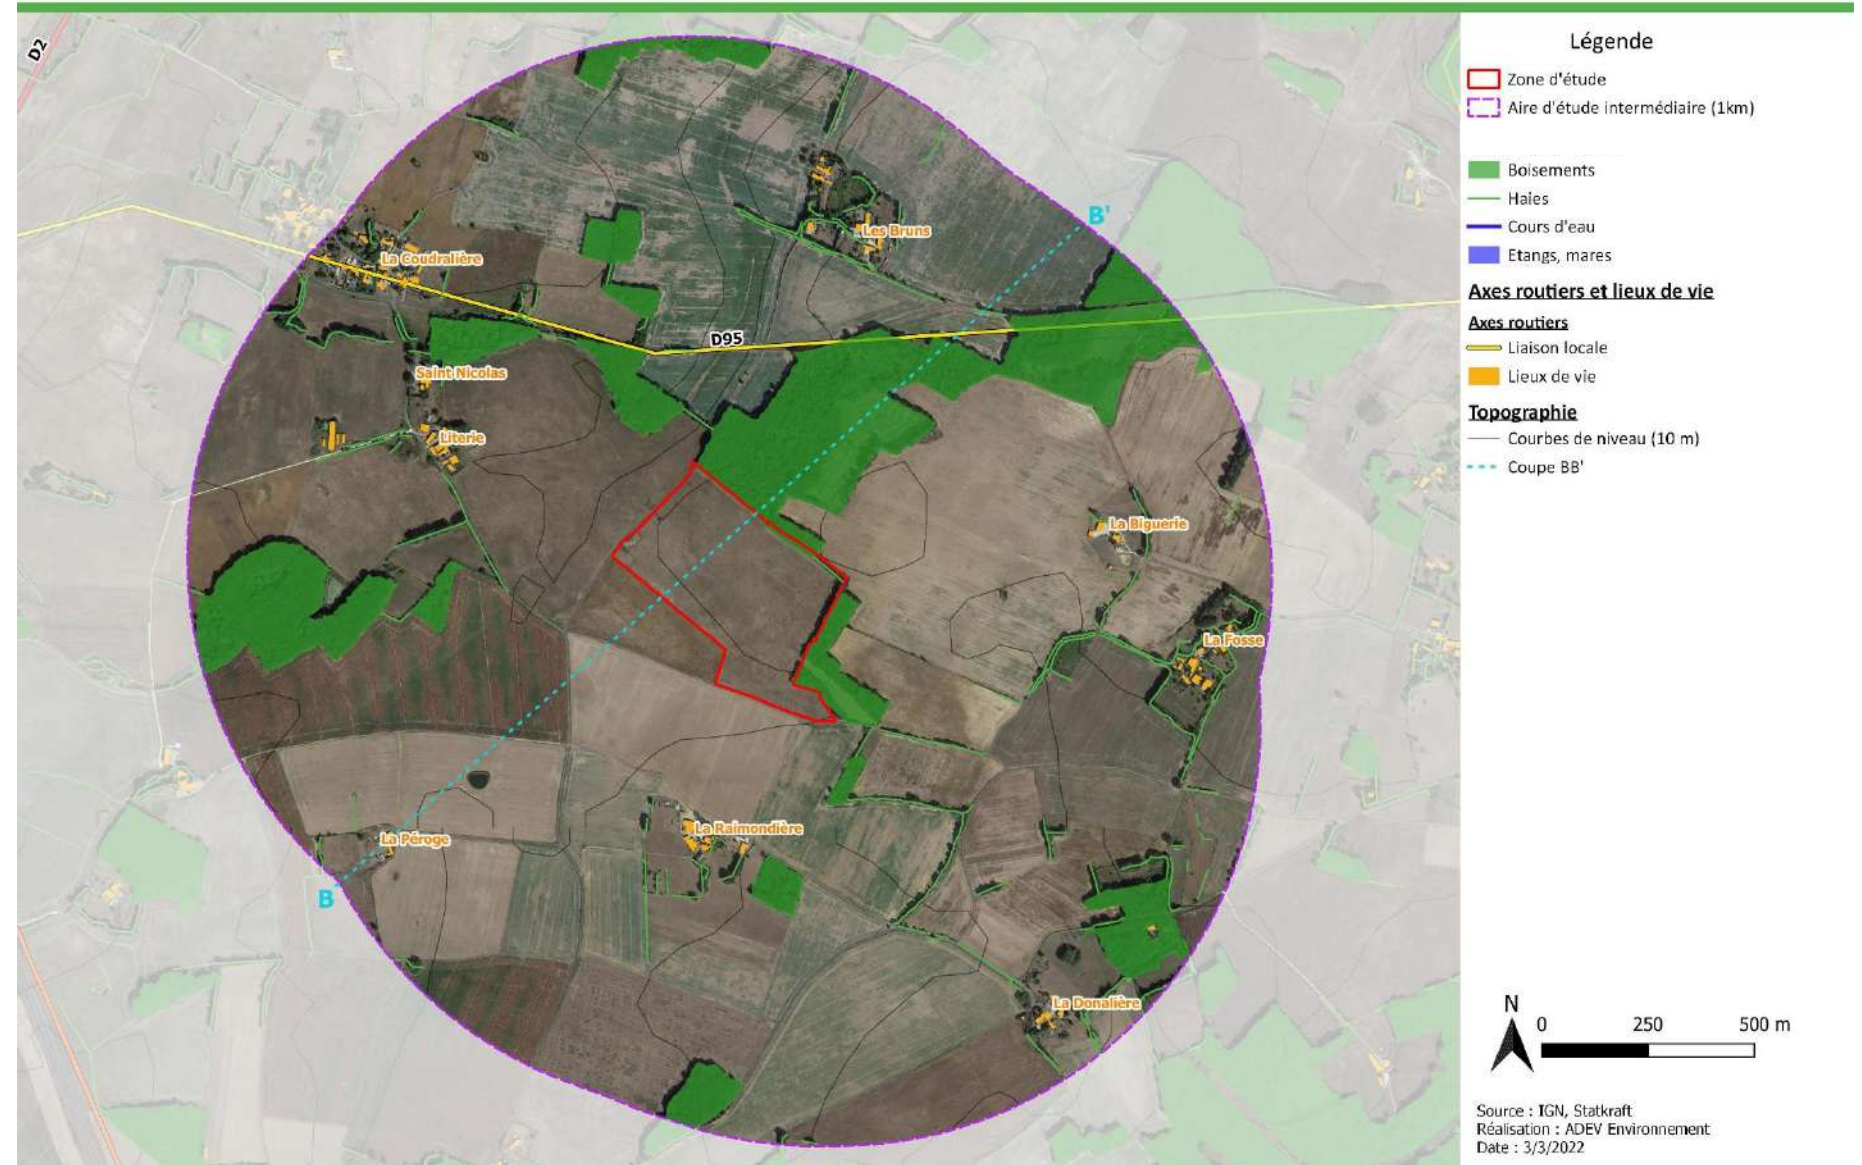 D2
B'
Les Bruns
La Coudralière
D95
Saint Nicolas
Literie
La Biguerie
La Fosse
La Raimondière
La Péroge
B
La Donalière
Légende
Zone d'étude
Aire d'étude intermédiaire (1km)
Boisements
Haies
Cours d'eau
Etangs, mares
Axes routiers et lieux de vie
Axes routiers
Liaison locale
Lieux de vie
Topographie
Courbes de niveau (10 m)
Coupe BB'
N
0 250 500 m
Source : IGN, Statkraft
Réalisation : ADEV Environnement
Date : 3/3/2022